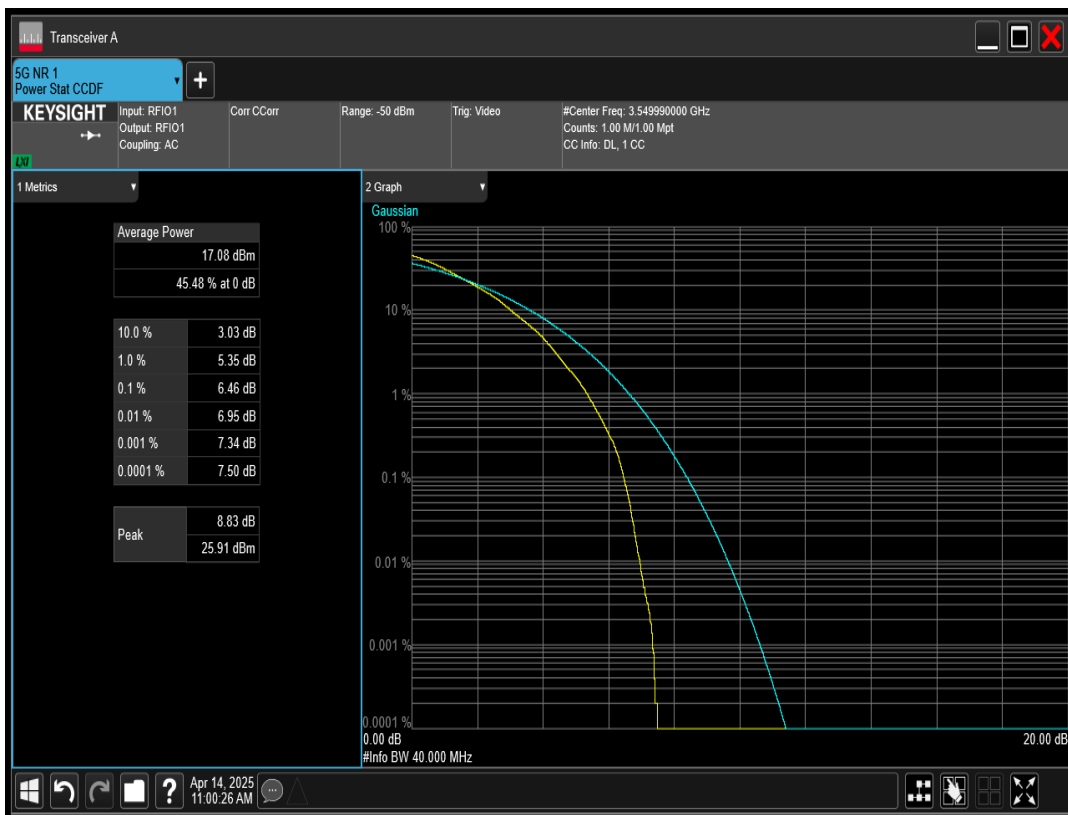 Transceiver A
5G NR 1
Power Stat CCDF
+
KEYSIGHT
LXI
Input: RFIO1
Output: RFIO1
Coupling: AC
Corr CCorr
Range: -50 dBm
Trig: Video
#Center Freq: 3.549990000 GHz
Counts: 1.00 M/1.00 Mpt
CC Info: DL, 1 CC
1 Metrics
Average Power
17.08 dBm
45.48 % at 0 dB
10.0 % 3.03 dB
1.0 % 5.35 dB
0.1 % 6.46 dB
0.01 % 6.95 dB
0.001 % 7.34 dB
0.0001 % 7.50 dB
Peak
8.83 dB
25.91 dBm
2 Graph
Gaussian
100 %
10 %
1 %
0.1 %
0.01 %
0.001 %
0.0001 %
0.00 dB 20.00 dB
#Info BW 40.000 MHz
?
Apr 14, 2025
11:00:26 AM